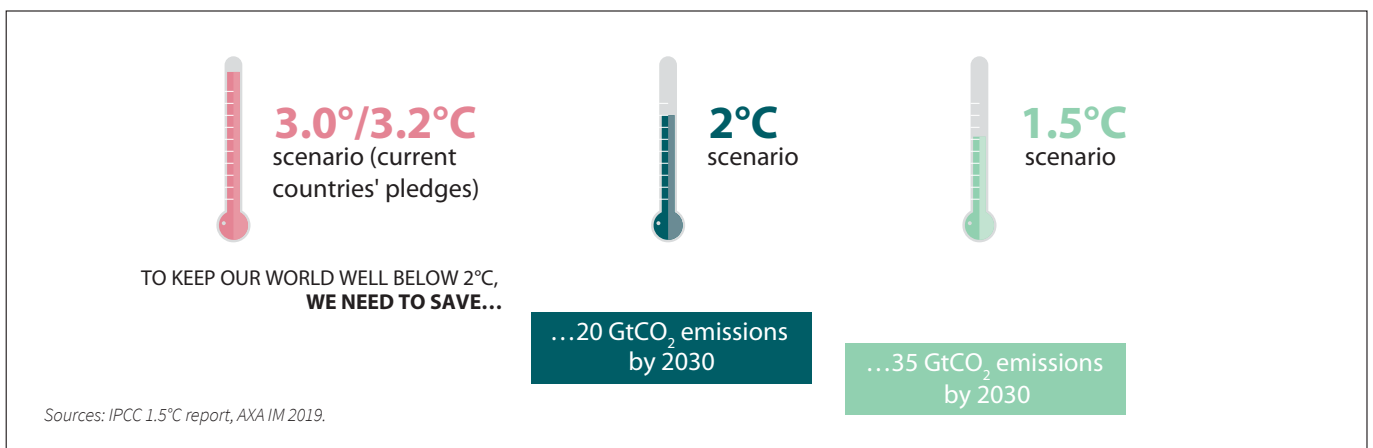 3.0°/3.2°C
scenario (current
countries' pledges)
2°C
scenario
1.5°C
scenario
TO KEEP OUR WORLD WELL BELOW 2°C,
WE NEED TO SAVE…
…20 GtCO₂ emissions
by 2030
…35 GtCO₂ emissions
by 2030
Sources: IPCC 1.5°C report, AXA IM 2019.